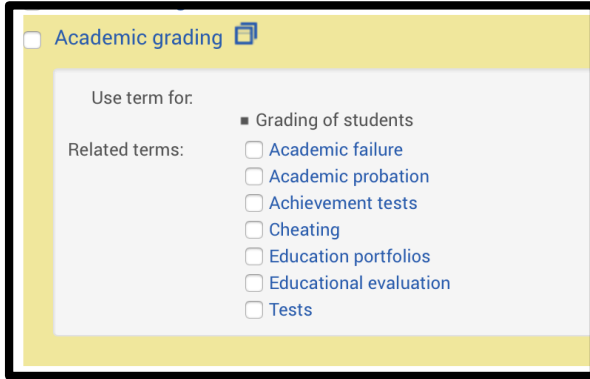 Academic grading
Use term for:
Grading of students
Related terms:
Academic failure
Academic probation
Achievement tests
Cheating
Education portfolios
Educational evaluation
Tests